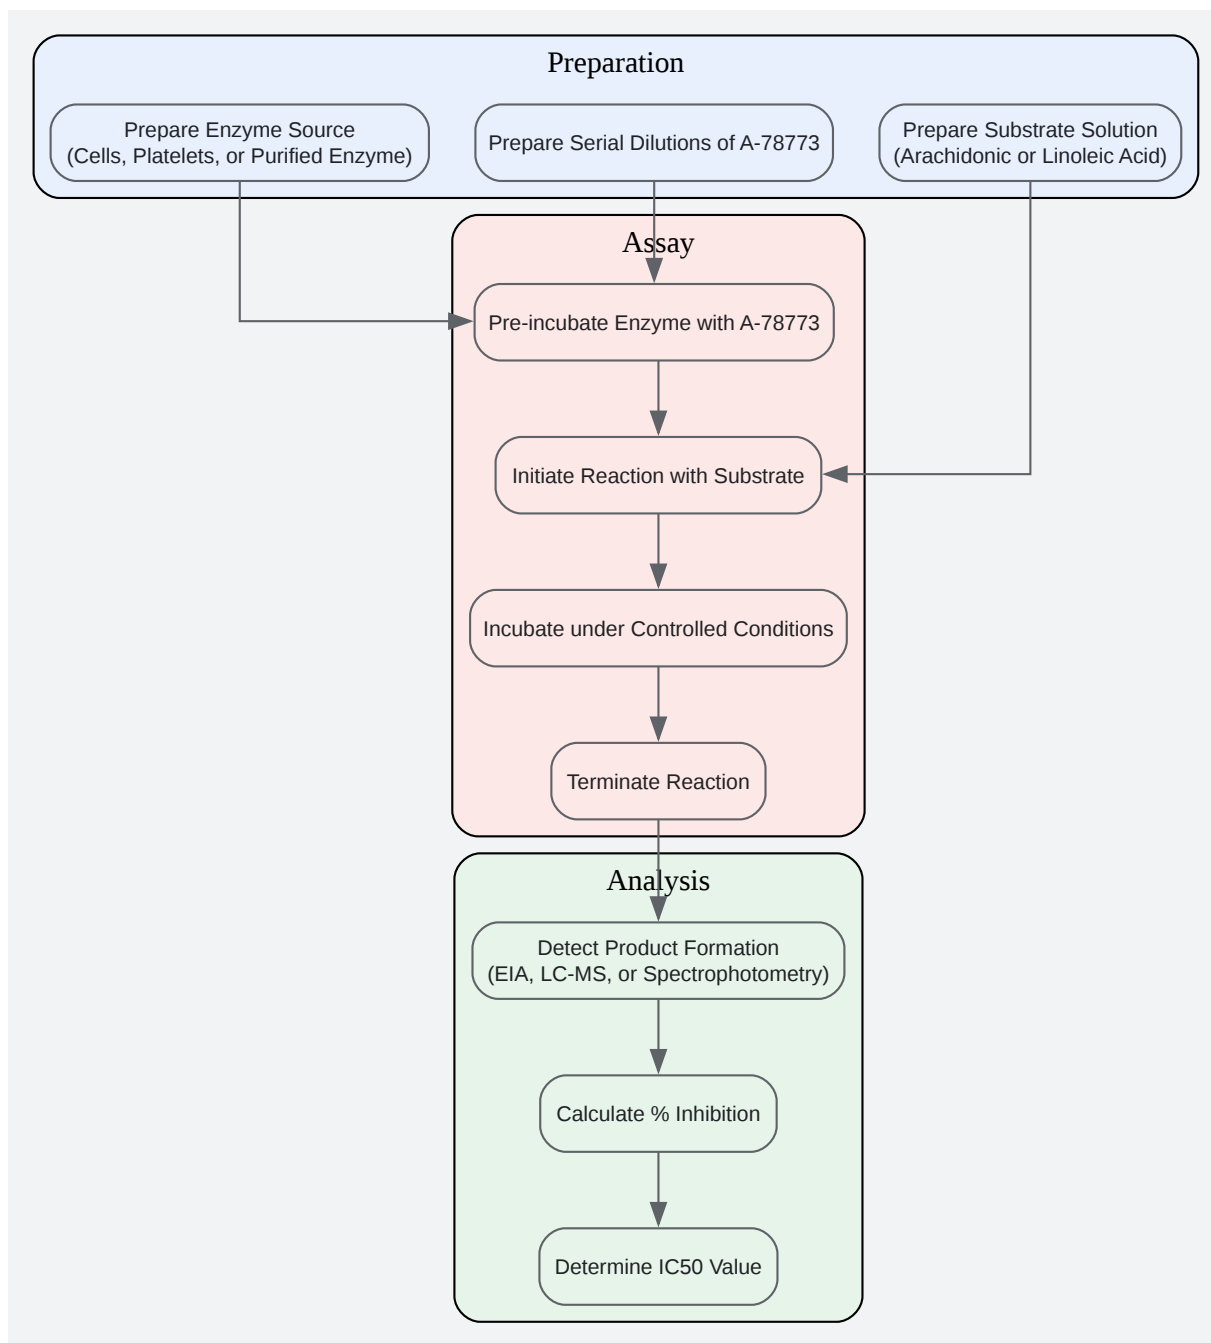 Preparation
Prepare Enzyme Source
(Cells, Platelets, or Purified Enzyme)
Prepare Serial Dilutions of A-78773
Prepare Substrate Solution
(Arachidonic or Linoleic Acid)
Assay
Pre-incubate Enzyme with A-78773
Initiate Reaction with Substrate
Incubate under Controlled Conditions
Terminate Reaction
Analysis
Detect Product Formation
(EIA, LC-MS, or Spectrophotometry)
Calculate % Inhibition
Determine IC50 Value